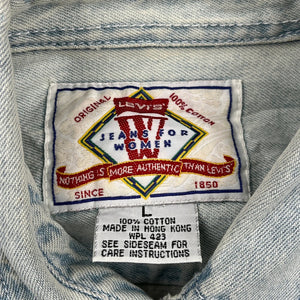 ORIGINAL 100% COTTON
LEVI'S
W
JEANS FOR
WOMEN
NOTHING IS MORE AUTHENTIC THAN LEVI'S
SINCE 1850
L
100% COTTON
MADE IN HONG KONG
WPL 423
SEE SIDESEAM FOR
CARE INSTRUCTIONS